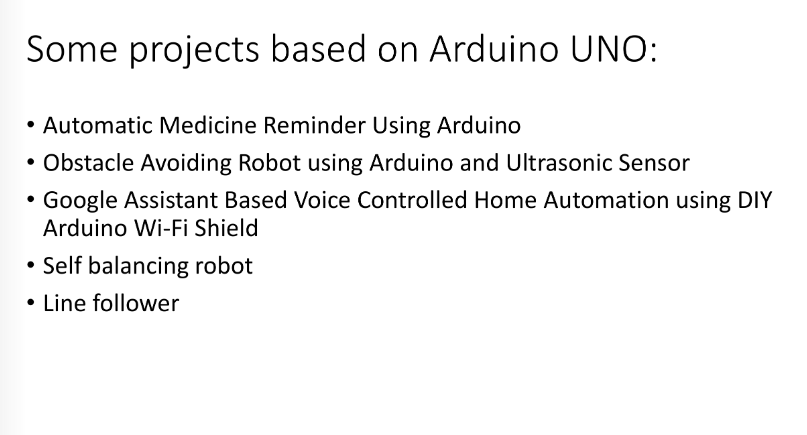 Some projects based on Arduino UNO:
• Automatic Medicine Reminder Using Arduino
• Obstacle Avoiding Robot using Arduino and Ultrasonic Sensor
• Google Assistant Based Voice Controlled Home Automation using DIY
Arduino Wi-Fi Shield
• Self balancing robot
• Line follower